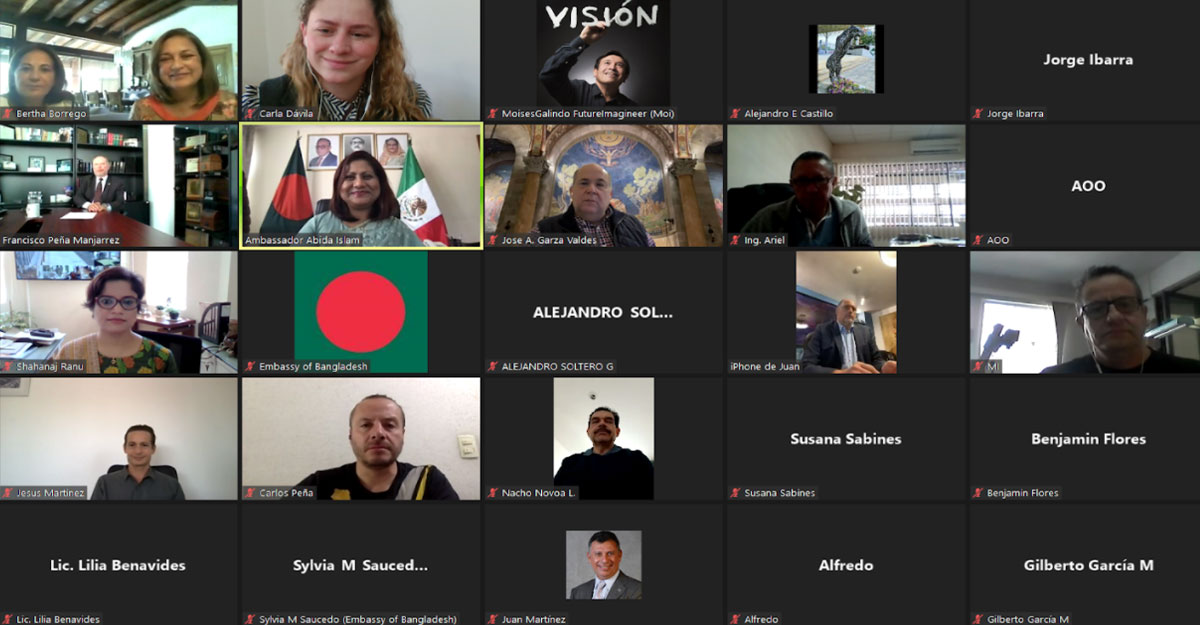 Bertha Borrego
Carla Dávila
VISIÓN
MoisesGalindo FutureImagineer (Moi)
Alejandro E Castillo
Jorge Ibarra
Jorge Ibarra
Francisco Peña Manjarrez
Ambassador Abida Islam
Jose A. Garza Valdes
Ing. Ariel
AOO
AOO
Shahanaj Ranu
Embassy of Bangladesh
ALEJANDRO SOL...
ALEJANDRO SOLTERO G
iPhone de Juan
MI
Jesus Martinez
Carlos Peña
Nacho Novoa L.
Susana Sabines
Susana Sabines
Benjamin Flores
Benjamin Flores
Lic. Lilia Benavides
Lic. Lilia Benavides
Sylvia M Sauced...
Sylvia M Saucedo (Embassy of Bangladesh)
Juan Martínez
Alfredo
Alfredo
Gilberto García M
Gilberto García M